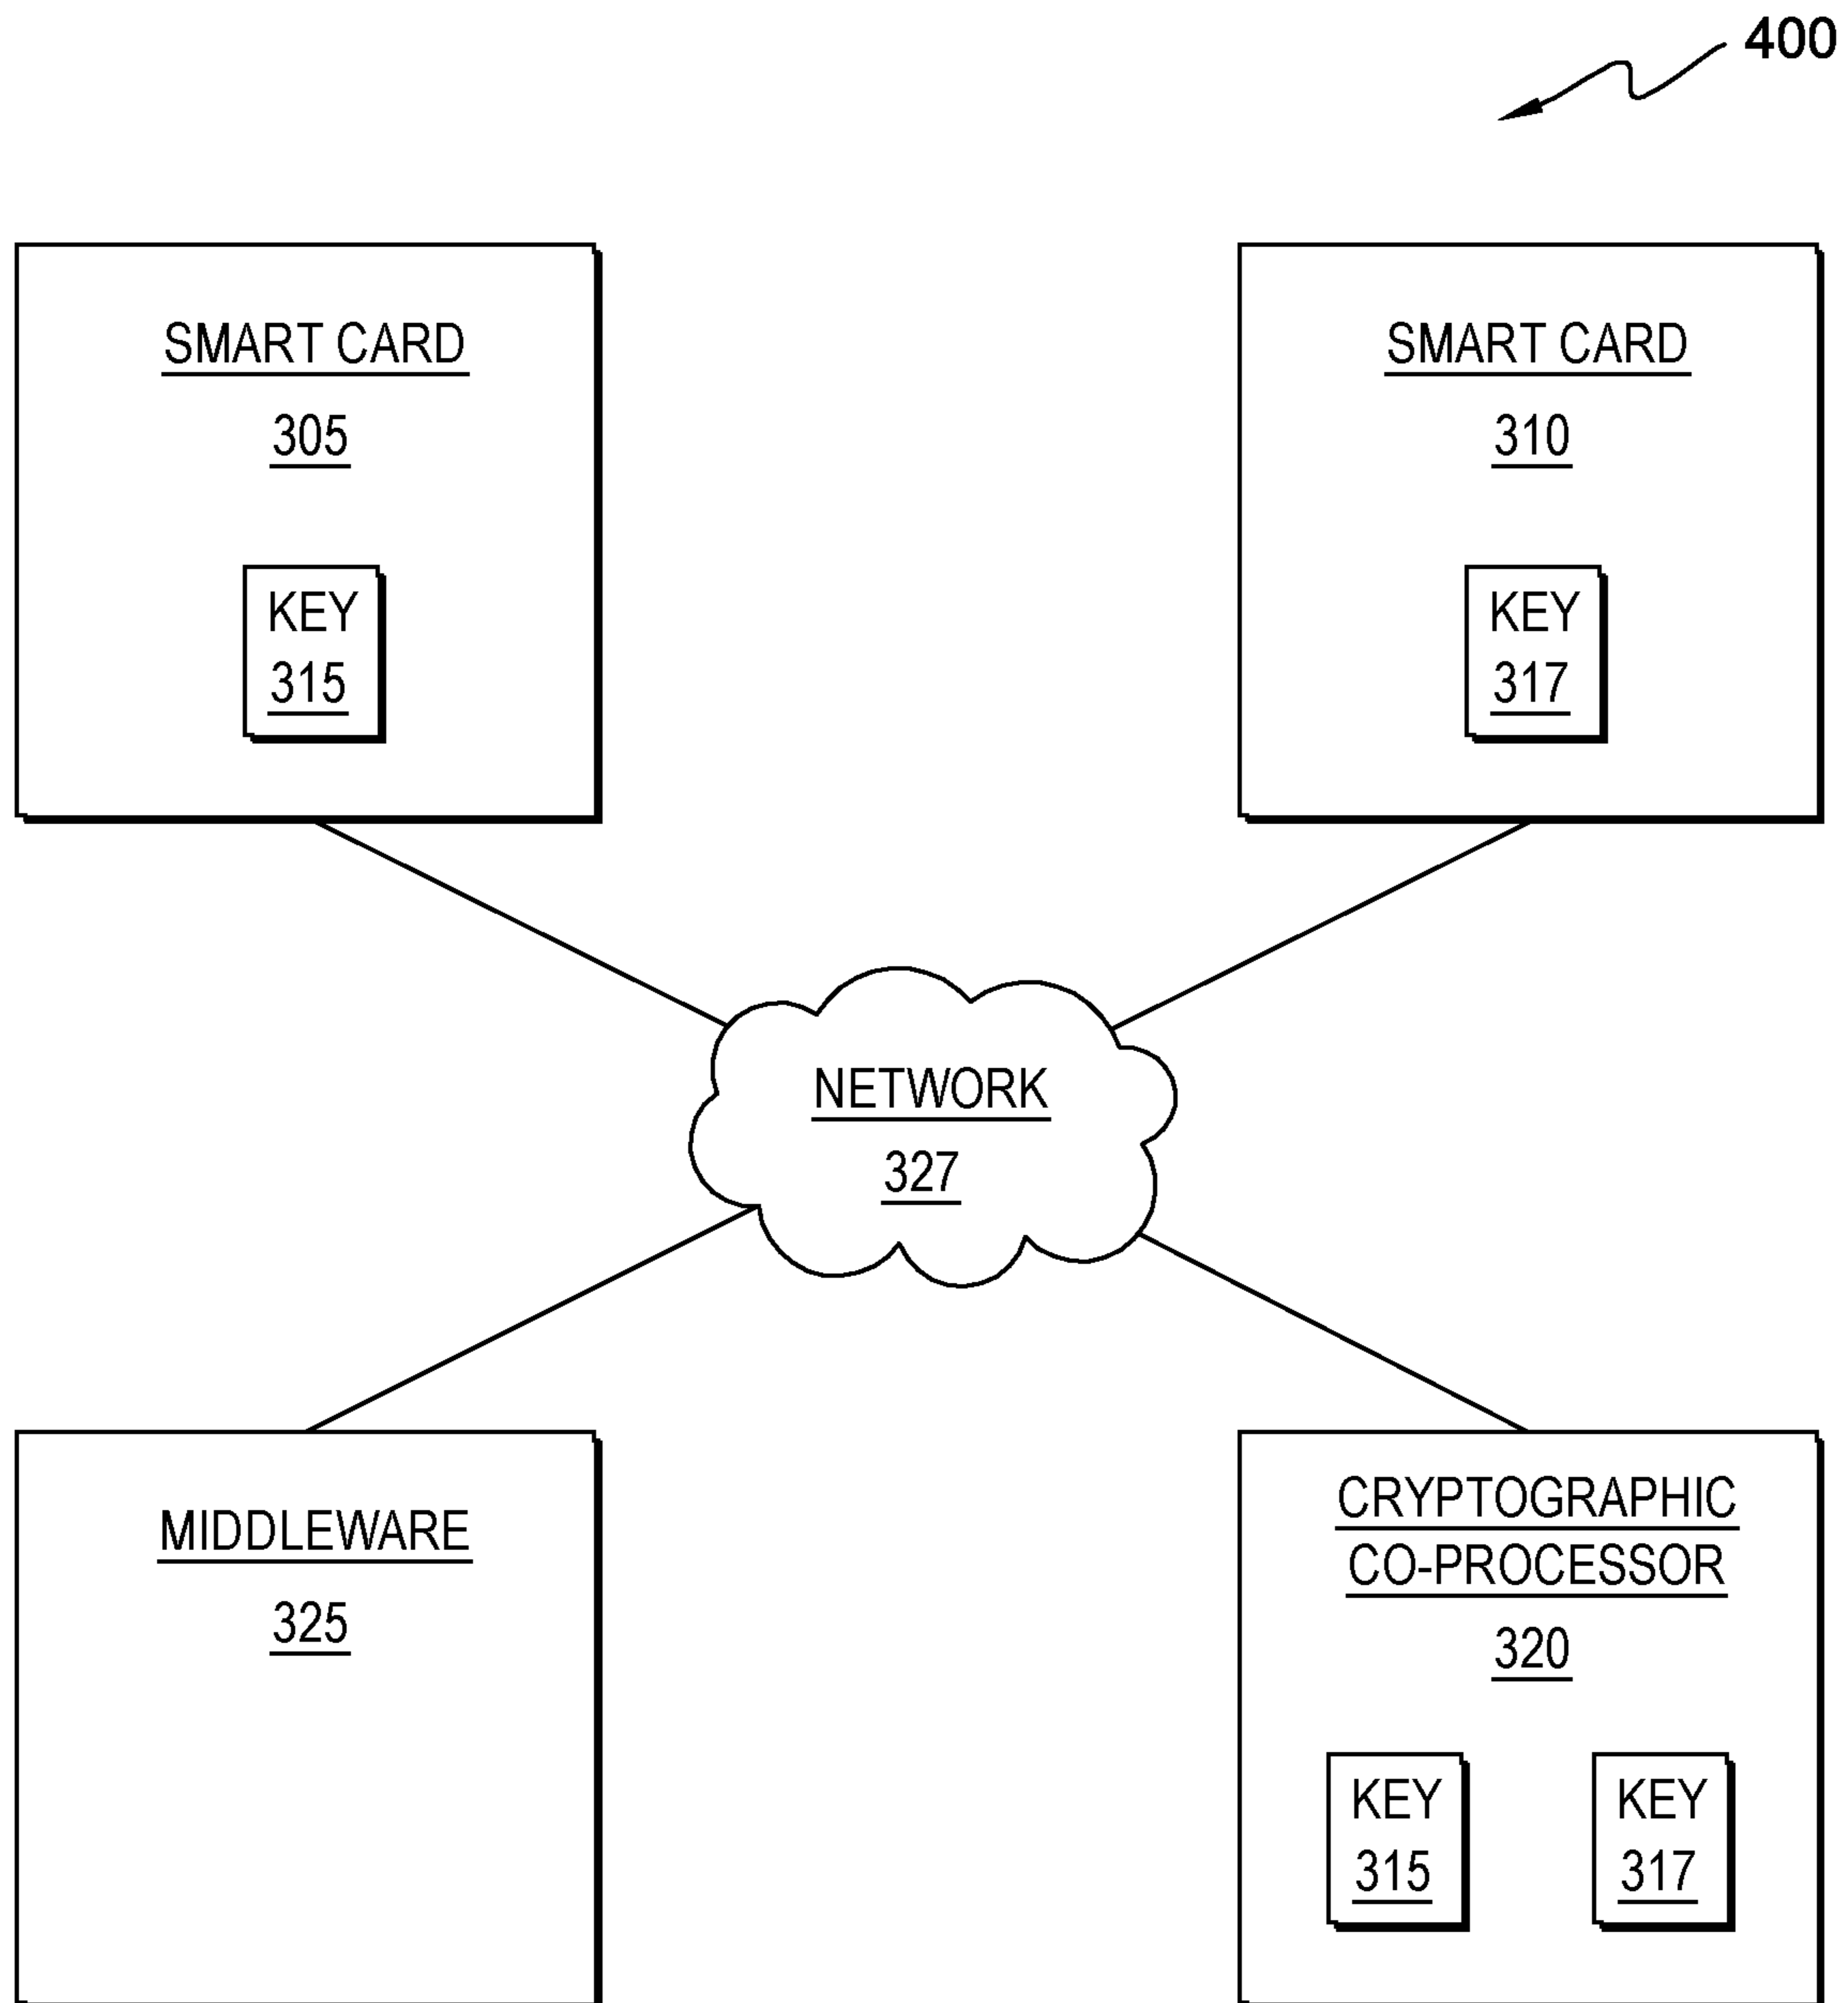 400
SMART CARD
305
KEY
315
SMART CARD
310
KEY
317
NETWORK
327
MIDDLEWARE
325
CRYPTOGRAPHIC
CO-PROCESSOR
320
KEY
315
KEY
317